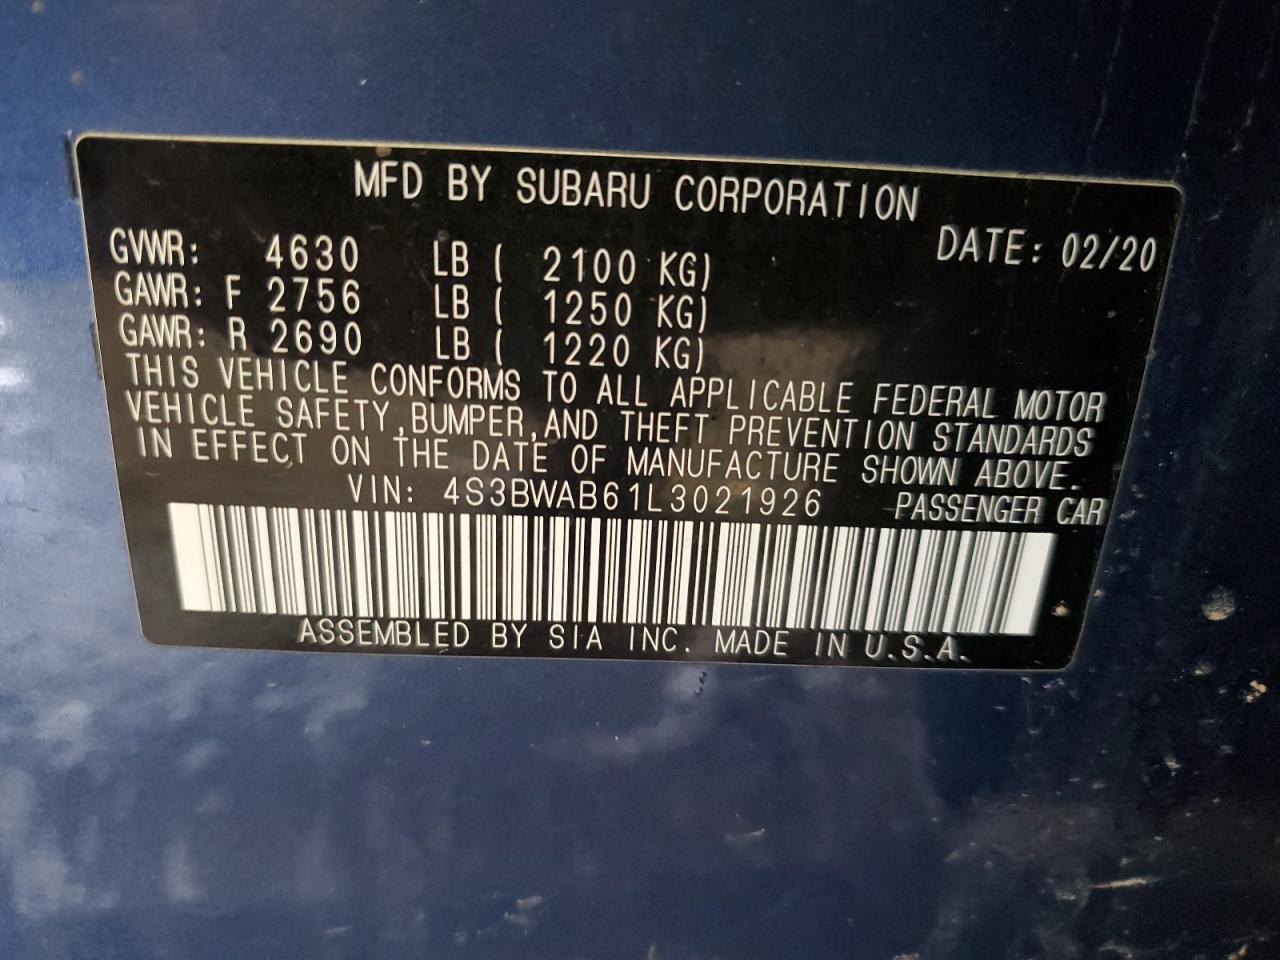 MFD BY SUBARU CORPORATION
GVWR: 4630 LB ( 2100 KG) DATE: 02/20
GAWR: F 2756 LB ( 1250 KG)
GAWR: R 2690 LB ( 1220 KG)
THIS VEHICLE CONFORMS TO ALL APPLICABLE FEDERAL MOTOR
VEHICLE SAFETY, BUMPER, AND THEFT PREVENTION STANDARDS
IN EFFECT ON THE DATE OF MANUFACTURE SHOWN ABOVE.
VIN: 4S3BWAB61L3021926 PASSENGER CAR
ASSEMBLED BY SIA INC. MADE IN U.S.A.